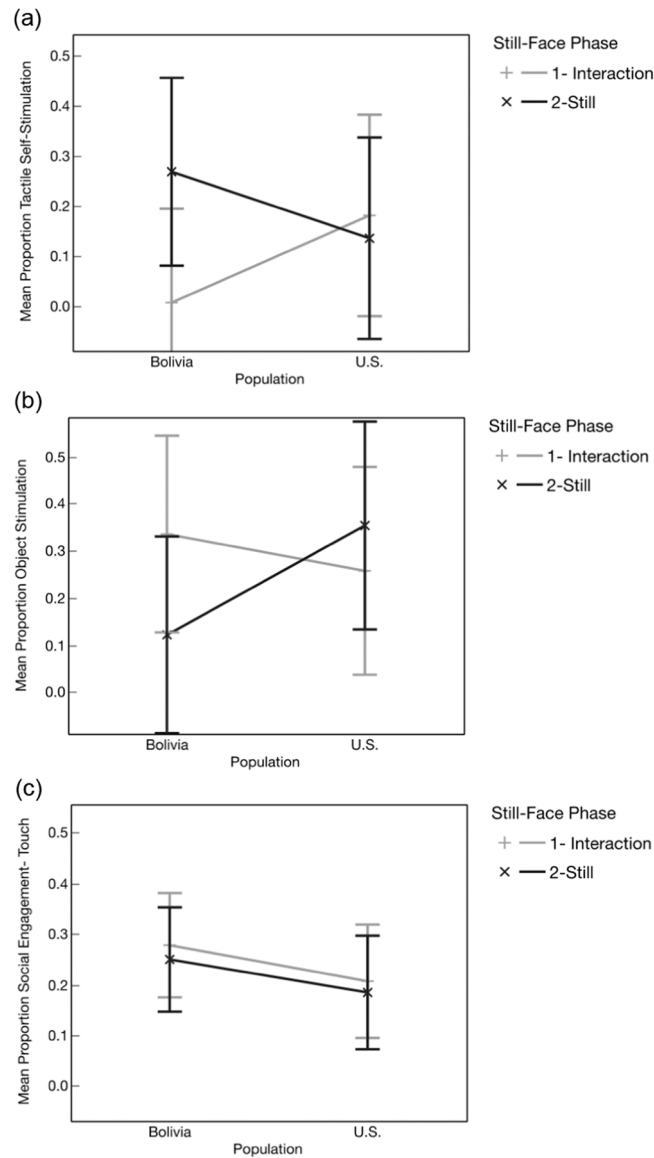 (a)
Mean Proportion Tactile Self-Stimulation
0.5
0.4
0.3
0.2
0.1
0.0
Bolivia
U.S.
Population
Still-Face Phase
1- Interaction
2-Still
(b)
Mean Proportion Object Stimulation
0.5
0.4
0.3
0.2
0.1
0.0
Bolivia
U.S.
Population
Still-Face Phase
1- Interaction
2-Still
(c)
Mean Proportion Social Engagement- Touch
0.5
0.4
0.3
0.2
0.1
0.0
Bolivia
U.S.
Population
Still-Face Phase
1- Interaction
2-Still